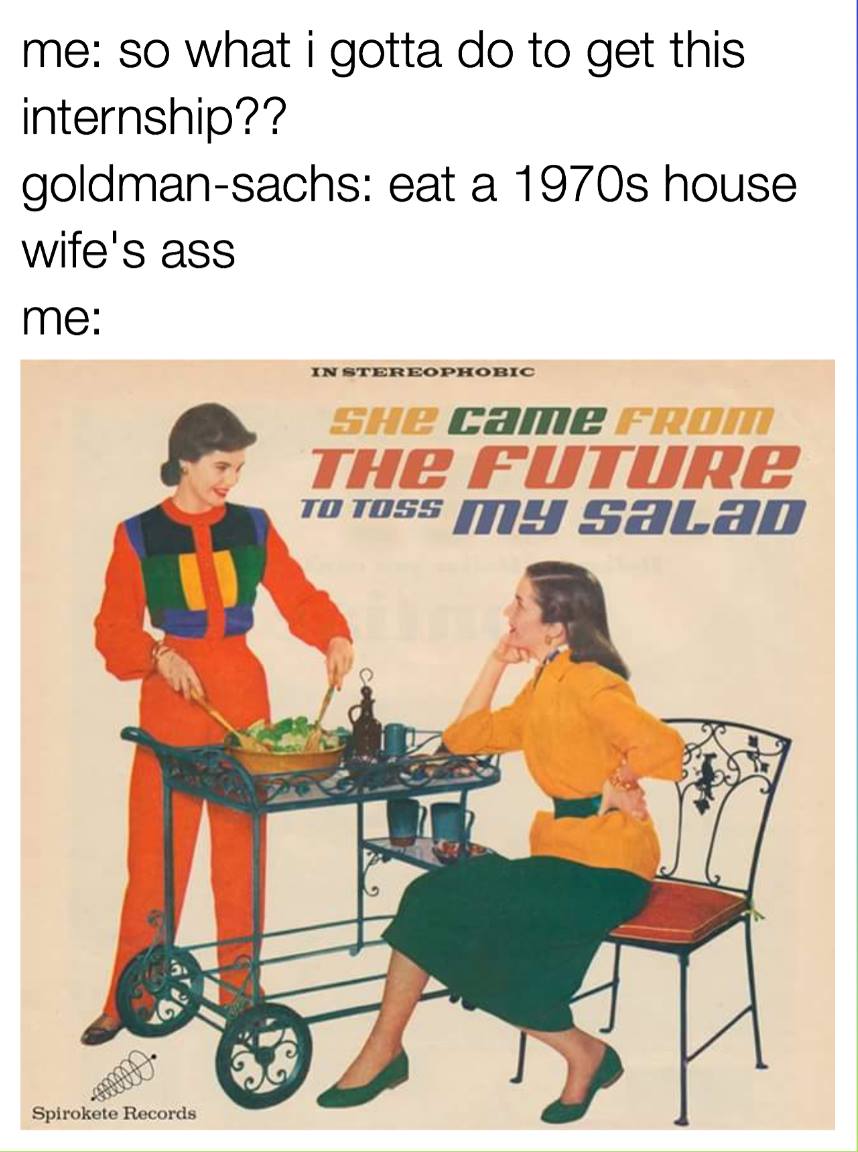 me: so what i gotta do to get this
internship??
goldman-sachs: eat a 1970s house
wife's ass
me:
IN STEREOPHOBIC
SHe came FROM
THe FUTURe
TO TOSS my SaLaD
Spirokete Records